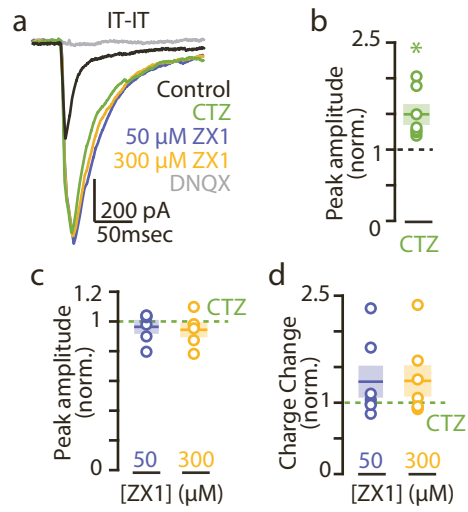 a
IT-IT
Control
CTZ
50 µM ZX1
300 µM ZX1
DNQX
200 pA
50msec
b
Peak amplitude
(norm.)
2.5
1
0
*
CTZ
c
Peak amplitude
(norm.)
1.2
1
0
CTZ
50
300
[ZX1] (µM)
d
Charge Change
(norm.)
2.5
1
0
CTZ
50
300
[ZX1] (µM)